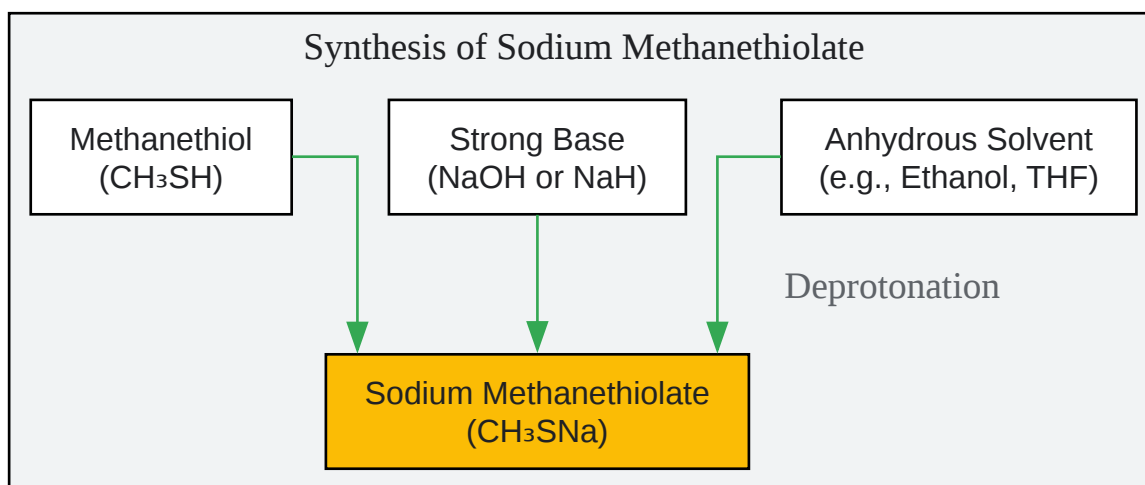 Synthesis of Sodium Methanethiolate
Methanethiol
(CH₃SH)
Strong Base
(NaOH or NaH)
Anhydrous Solvent
(e.g., Ethanol, THF)
Deprotonation
Sodium Methanethiolate
(CH₃SNa)